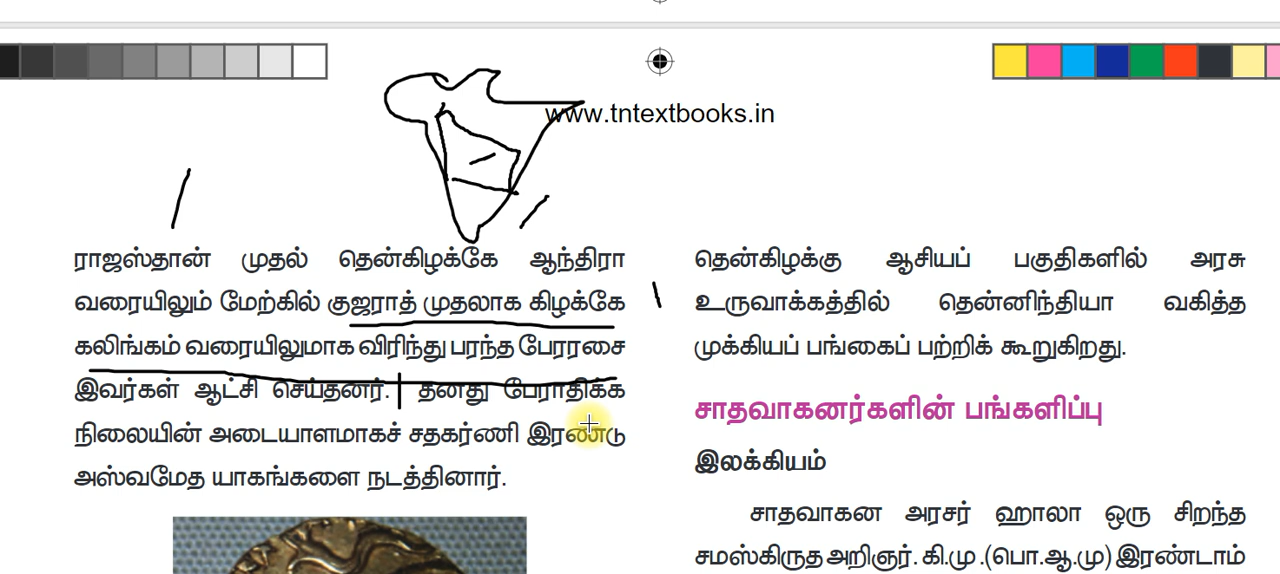 www.tntextbooks.in
ராஜஸ்தான் முதல் தென்கிழக்கே ஆந்திரா
வரையிலும் மேற்கில் குஜராத் முதலாக கிழக்கே
கலிங்கம் வரையிலுமாக விரிந்து பரந்த பேரரசை
இவர்கள் ஆட்சி செய்தனர். தனது பேராதிக்க
நிலையின் அடையாளமாகச் சதகர்ணி இரண்டு
அஸ்வமேத யாகங்களை நடத்தினார்.
தென்கிழக்கு ஆசியப் பகுதிகளில் அரசு
உருவாக்கத்தில் தென்னிந்தியா வகித்த
முக்கியப் பங்கைப் பற்றிக் கூறுகிறது.
சாதவாகனர்களின் பங்களிப்பு
இலக்கியம்
சாதவாகன அரசர் ஹாலா ஒரு சிறந்த
சமஸ்கிருத அறிஞர். கி.மு .(பொ.ஆ.மு) இரண்டாம்